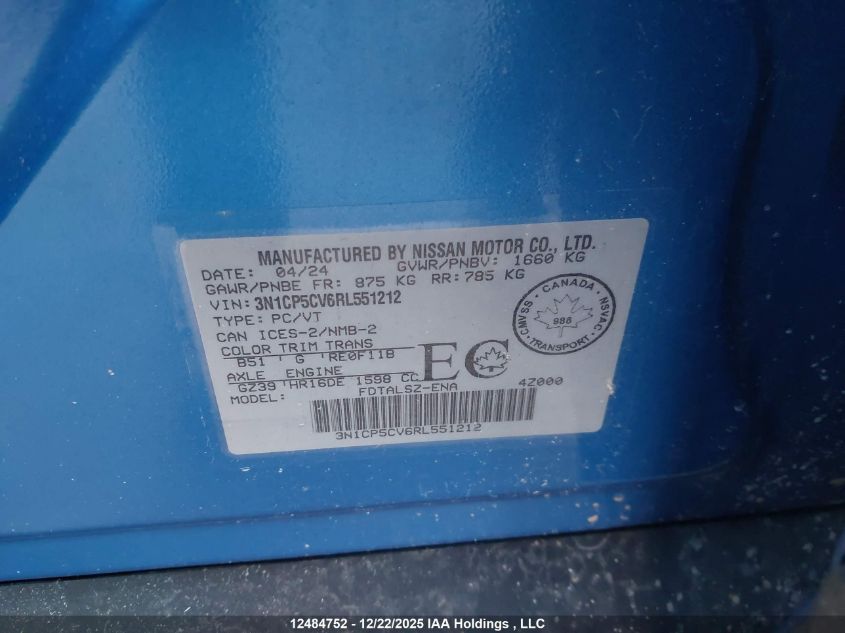 MANUFACTURED BY NISSAN MOTOR CO., LTD.
DATE: 04/24 GVWR/PNBV: 1660 KG
GAWR/PNBE FR: 875 KG RR: 785 KG
VIN: 3N1CP5CV6RL551212
TYPE: PC/VT
CAN ICES-2/NMB-2
COLOR TRIM TRANS
B51 G RE0F11B
AXLE ENGINE
GZ39 HR16DE 1598 CC
EC
MODEL: FDTALSZ-ENA 4Z000
3N1CP5CV6RL551212
CANADA
CMVSS 988 NSVAC
TRANSPORT
12484752 - 12/22/2025 IAA Holdings , LLC